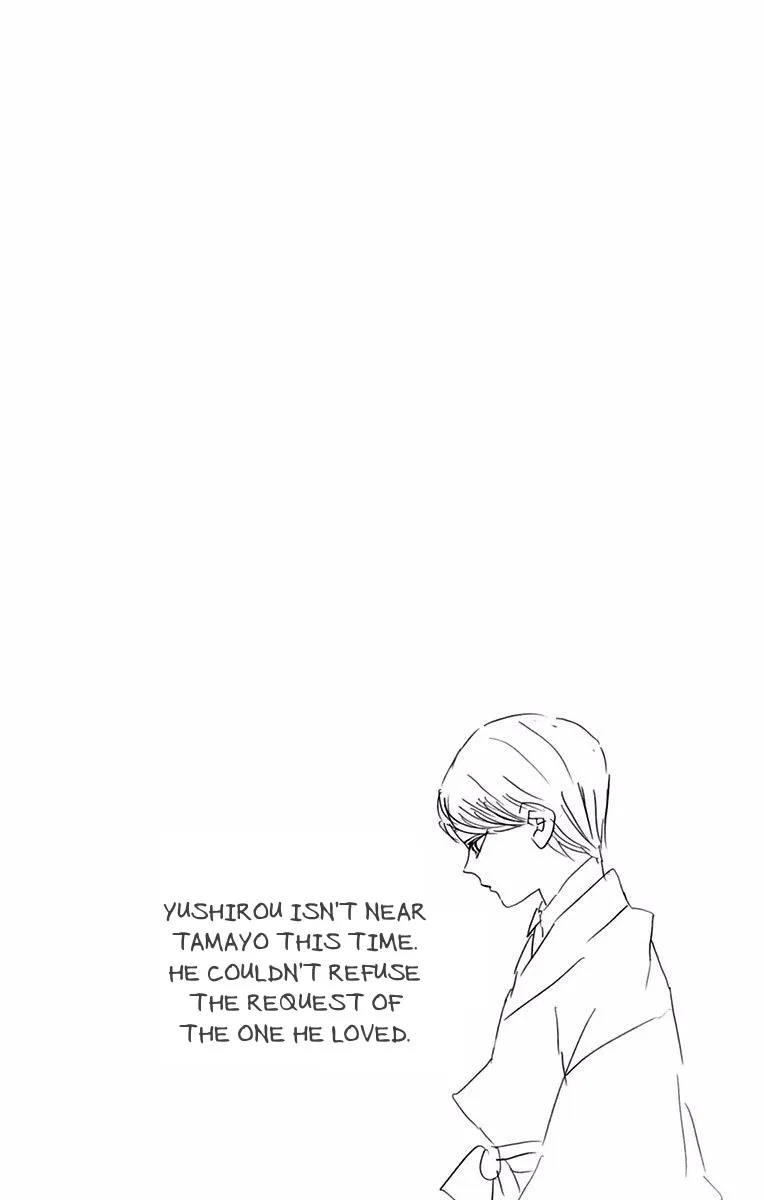 YUSHIROU ISN'T NEAR
TAMAYO THIS TIME.
HE COULDN'T REFUSE
THE REQUEST OF
THE ONE HE LOVED.